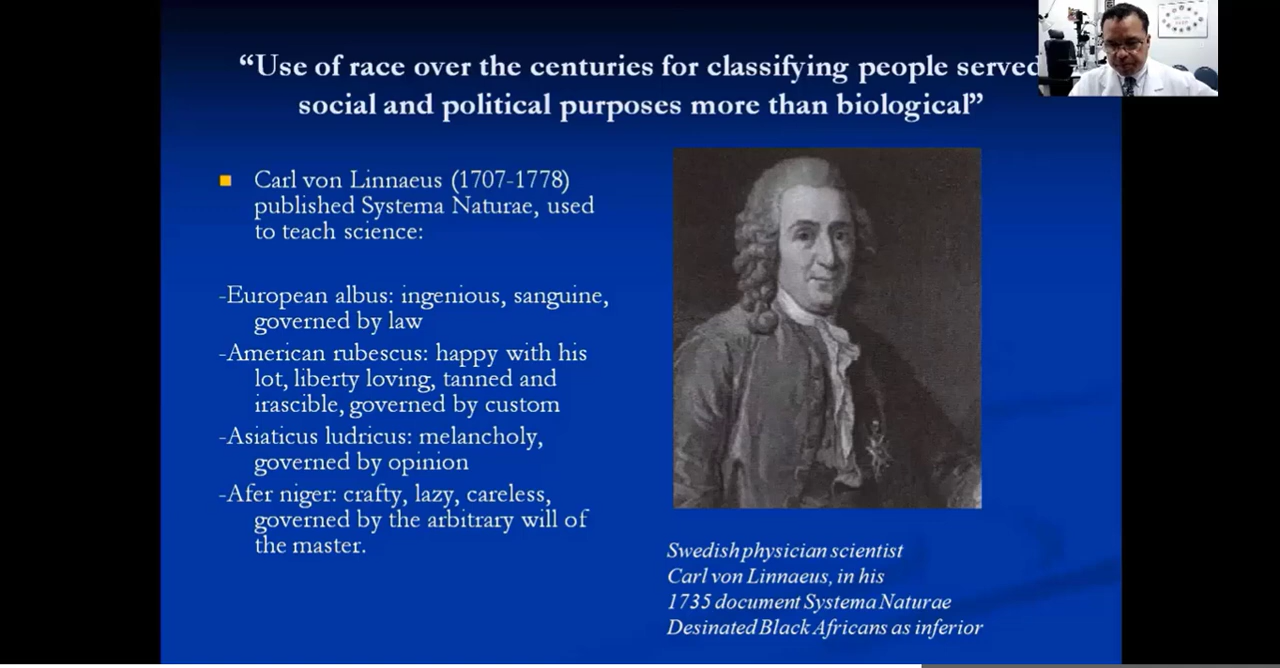 “Use of race over the centuries for classifying people served
social and political purposes more than biological”
Carl von Linnaeus (1707-1778)
published Systema Naturae, used
to teach science:
-European albus: ingenious, sanguine,
governed by law
-American rubescus: happy with his
lot, liberty loving, tanned and
irascible, governed by custom
-Asiaticus ludricus: melancholy,
governed by opinion
-Afer niger: crafty, lazy, careless,
governed by the arbitrary will of
the master.
Swedish physician scientist
Carl von Linnaeus, in his
1735 document Systema Naturae
Desinated Black Africans as inferior